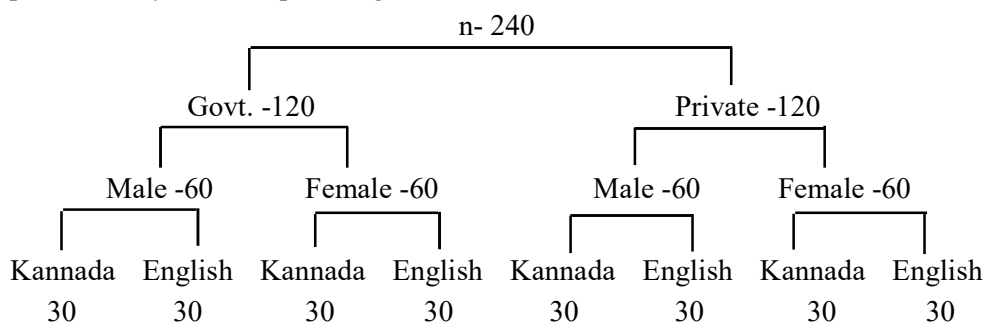 n- 240
Govt. -120 Private -120
Male -60 Female -60 Male -60 Female -60
Kannada English Kannada English Kannada English Kannada English
30 30 30 30 30 30 30 30